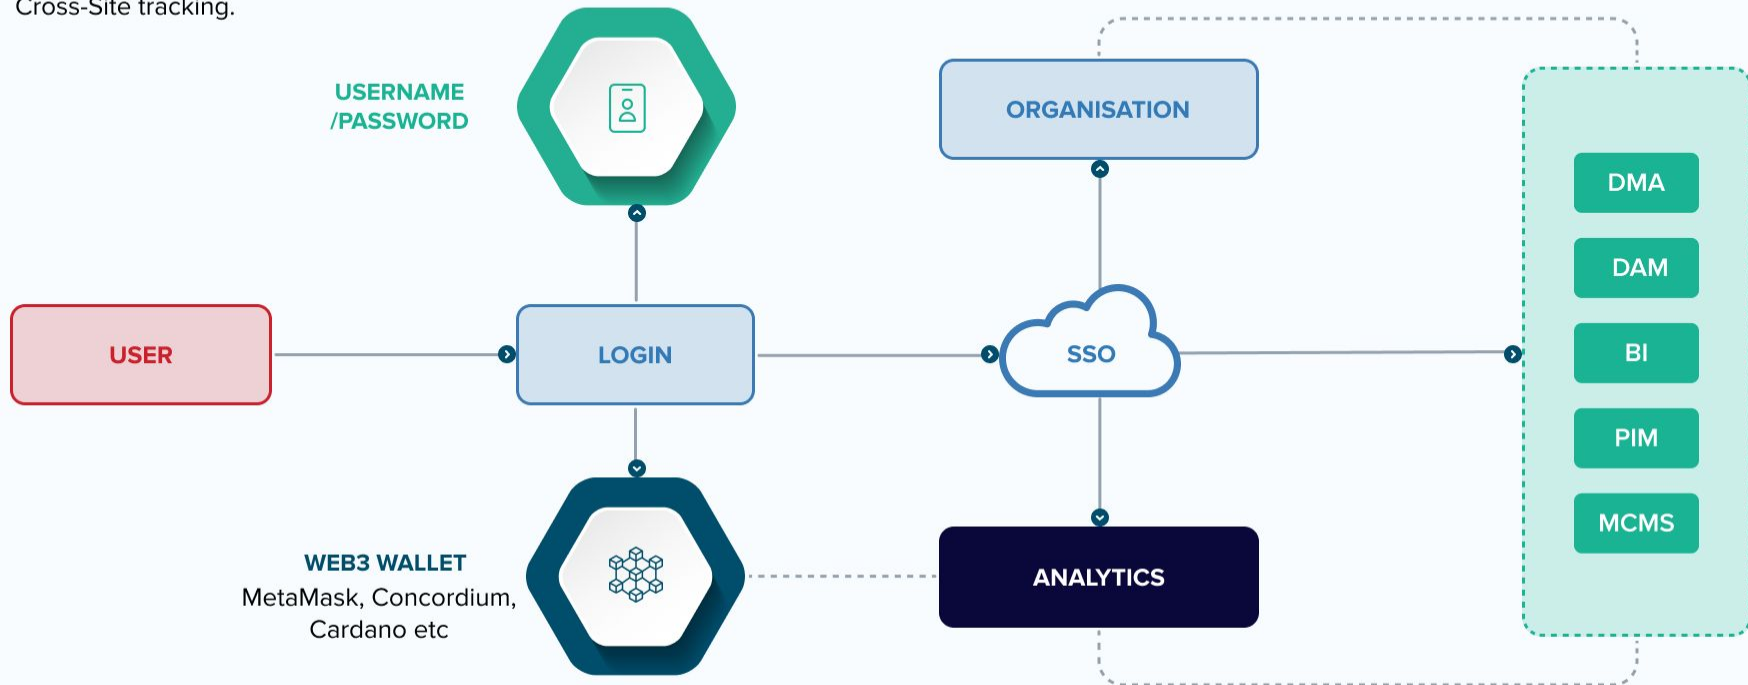 Cross-Site tracking.
USERNAME
/PASSWORD
ORGANISATION
USER
LOGIN
SSO
WEB3 WALLET
MetaMask, Concordium,
Cardano etc
ANALYTICS
DMA
DAM
BI
PIM
MCMS